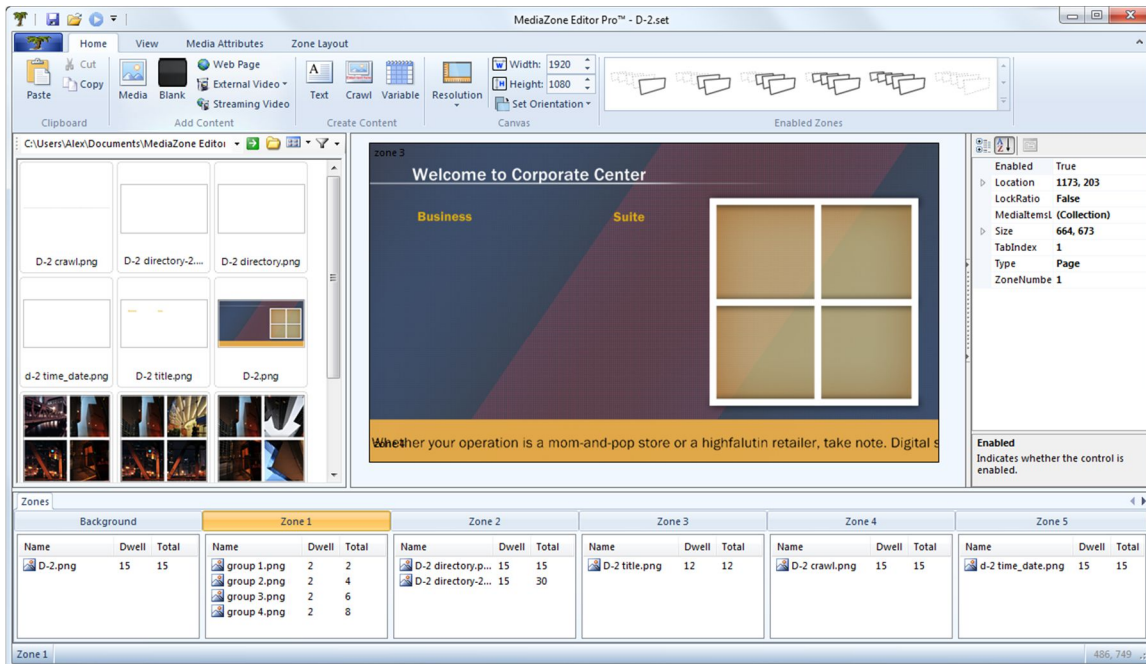 MediaZone Editor Pro™ - D-2.set
Home View Media Attributes Zone Layout
Paste
Cut
Copy
Clipboard
Media
Blank
Web Page
External Video
Streaming Video
Add Content
Text
Crawl
Variable
Create Content
Resolution
Width: 1920
Height: 1080
Set Orientation
Canvas
Enabled Zones
C:\Users\Alex\Documents\MediaZone Editor
D-2 crawl.png
D-2 directory-2....
D-2 directory.png
d-2 time_date.png
D-2 title.png
D-2.png
zone 3
Welcome to Corporate Center
Business Suite
Whether your operation is a mom-and-pop store or a highfalutin retailer, take note. Digital s
Enabled True
Location 1173, 203
LockRatio False
MediaItemsL (Collection)
Size 664, 673
TabIndex 1
Type Page
ZoneNumbe 1
Enabled
Indicates whether the control is
enabled.
Zones
Background
Name Dwell Total
D-2.png 15 15
Zone 1
Name Dwell Total
group 1.png 2 2
group 2.png 2 4
group 3.png 2 6
group 4.png 2 8
Zone 2
Name Dwell Total
D-2 directory.p... 15 15
D-2 directory-2... 15 30
Zone 3
Name Dwell Total
D-2 title.png 12 12
Zone 4
Name Dwell Total
D-2 crawl.png 15 15
Zone 5
Name Dwell Total
d-2 time_date.png 15 15
Zone 1
486, 749